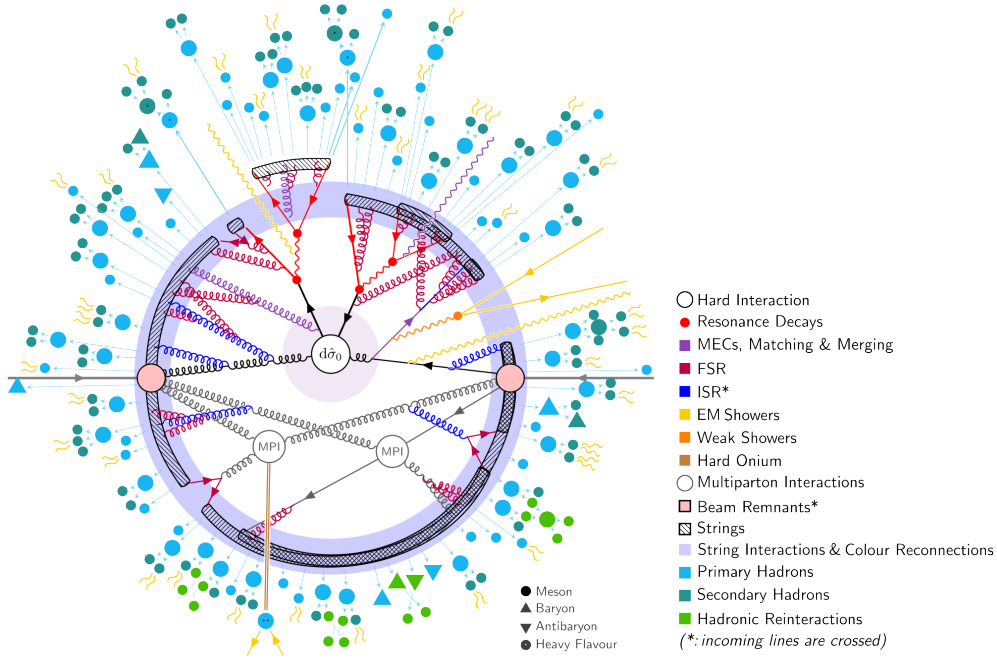 dσ̂₀
MPI
MPI
Meson
Baryon
Antibaryon
Heavy Flavour
Hard Interaction
Resonance Decays
MECs, Matching & Merging
FSR
ISR*
EM Showers
Weak Showers
Hard Onium
Multiparton Interactions
Beam Remnants*
Strings
String Interactions & Colour Reconnections
Primary Hadrons
Secondary Hadrons
Hadronic Reinteractions
(*: incoming lines are crossed)